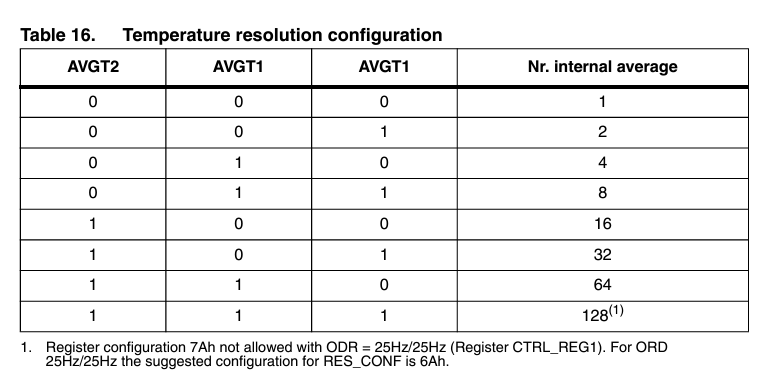 Table 16. Temperature resolution configuration
AVGT2 AVGT1 AVGT1 Nr. internal average
0 0 0 1
0 0 1 2
0 1 0 4
0 1 1 8
1 0 0 16
1 0 1 32
1 1 0 64
1 1 1 128(1)
1. Register configuration 7Ah not allowed with ODR = 25Hz/25Hz (Register CTRL_REG1). For ORD
25Hz/25Hz the suggested configuration for RES_CONF is 6Ah.